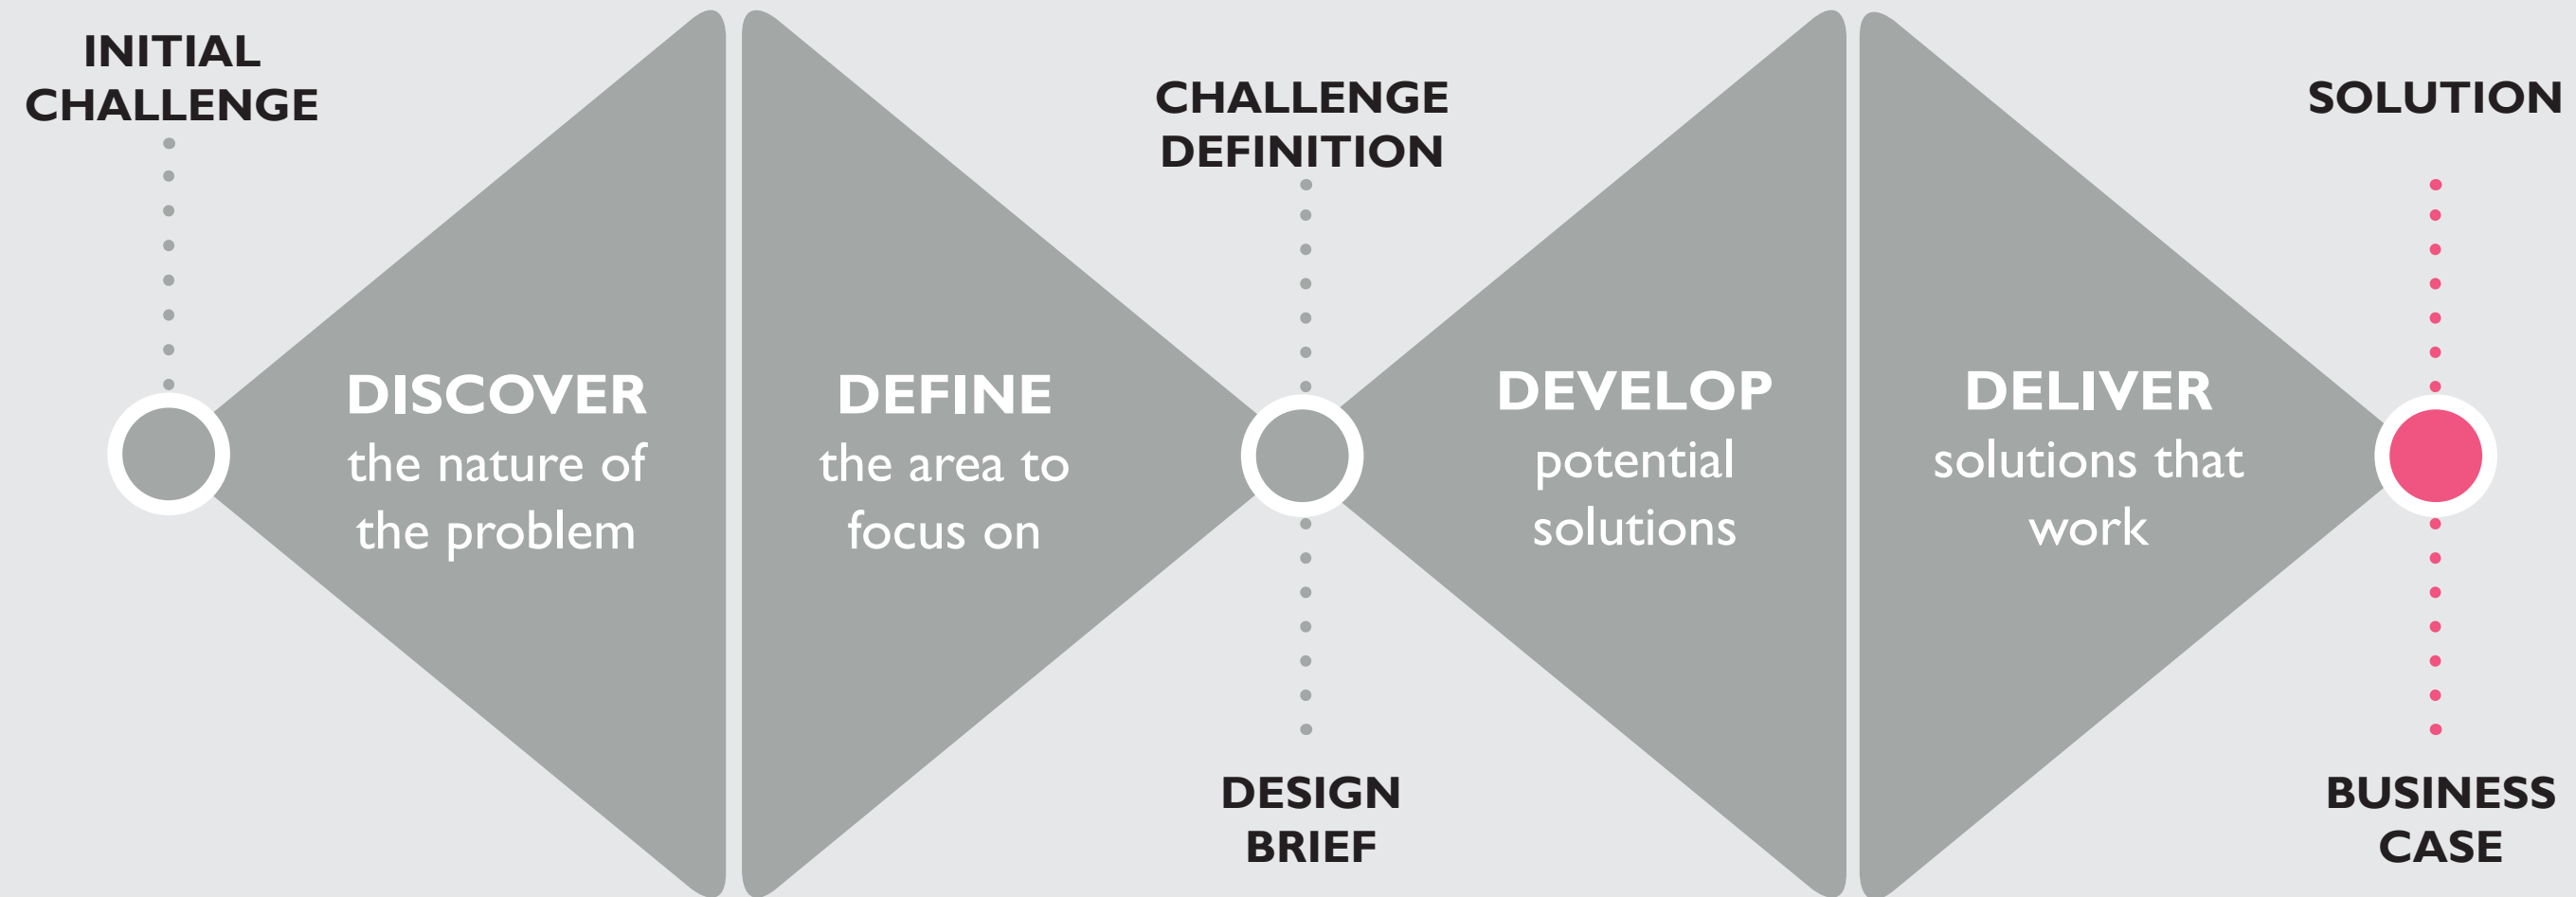 INITIAL
CHALLENGE
DISCOVER
the nature of
the problem
DEFINE
the area to
focus on
CHALLENGE
DEFINITION
DESIGN
BRIEF
DEVELOP
potential
solutions
DELIVER
solutions that
work
SOLUTION
BUSINESS
CASE